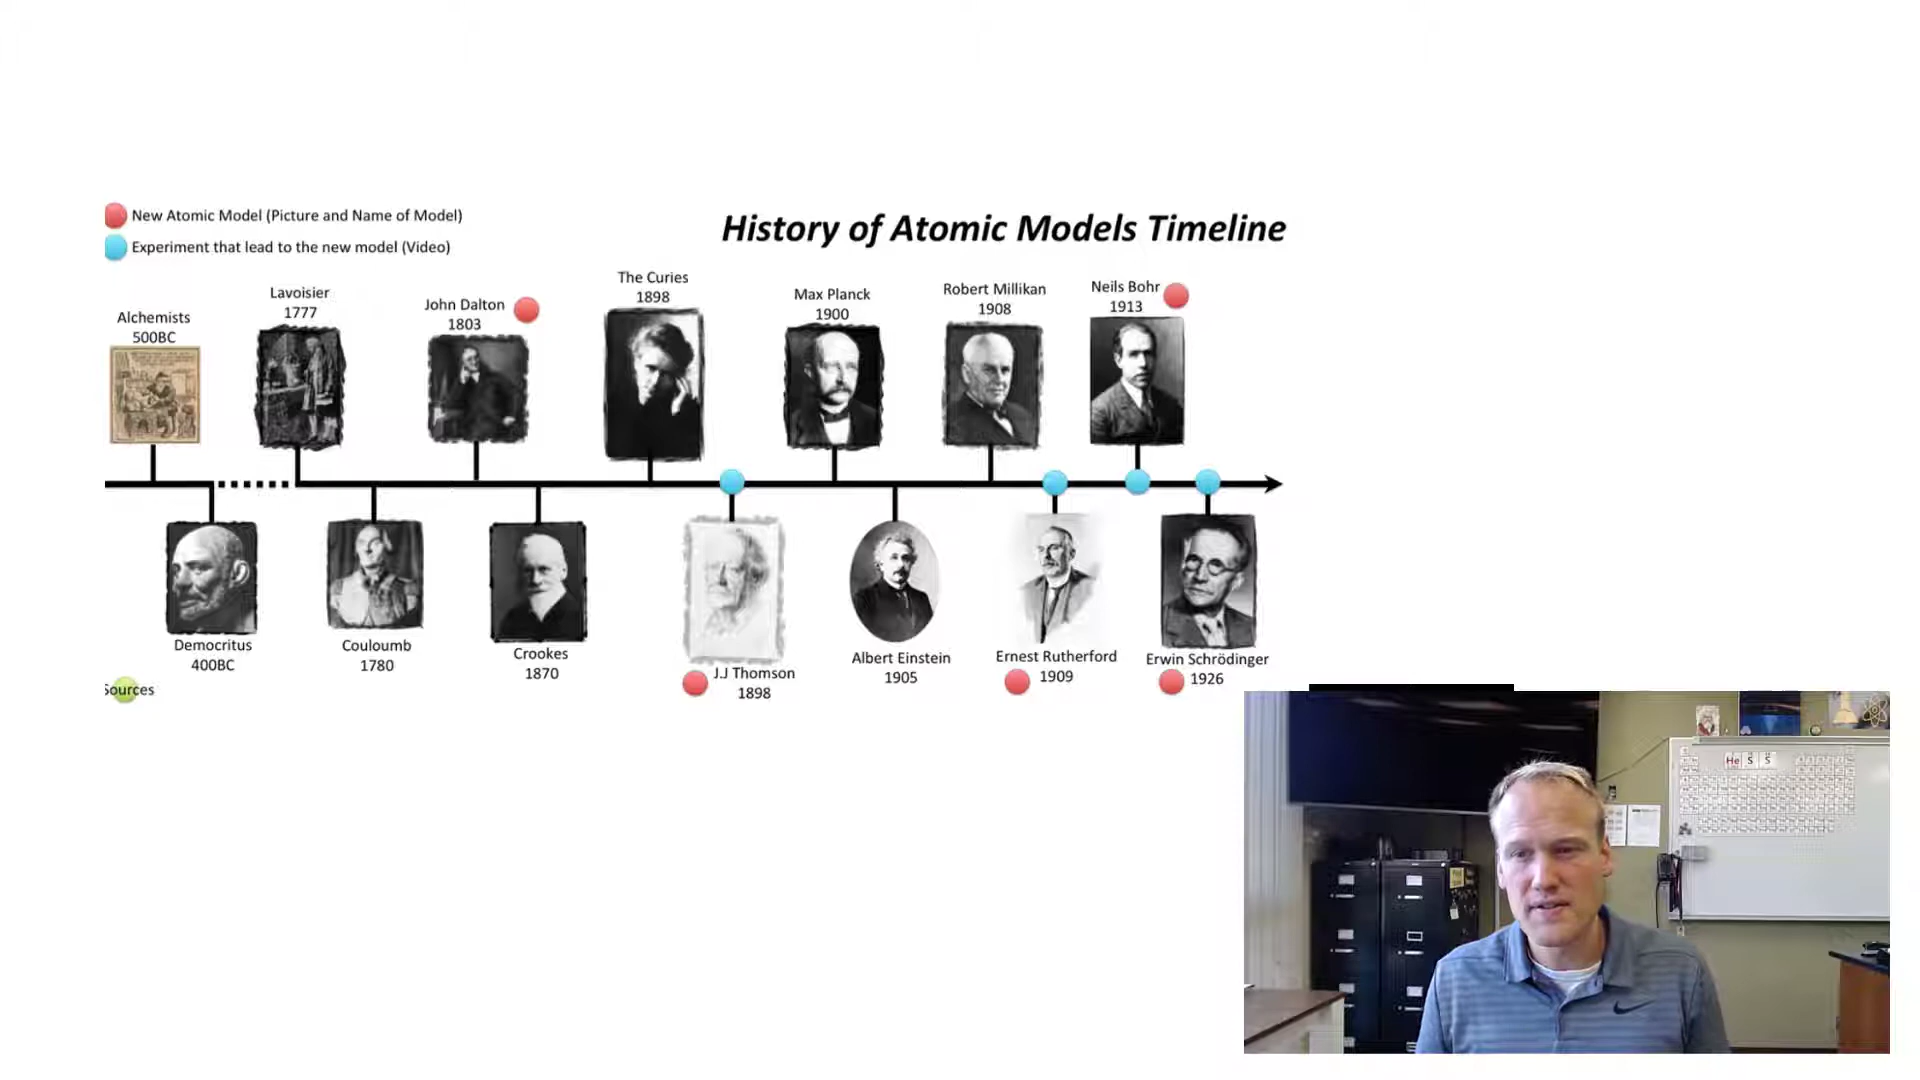 New Atomic Model (Picture and Name of Model)
Experiment that lead to the new model (Video)
History of Atomic Models Timeline
Alchemists
500BC
Lavoisier
1777
John Dalton
1803
The Curies
1898
Max Planck
1900
Robert Millikan
1908
Neils Bohr
1913
Democritus
400BC
Couloumb
1780
Crookes
1870
J.J Thomson
1898
Albert Einstein
1905
Ernest Rutherford
1909
Erwin Schrödinger
1926
Sources
He S S